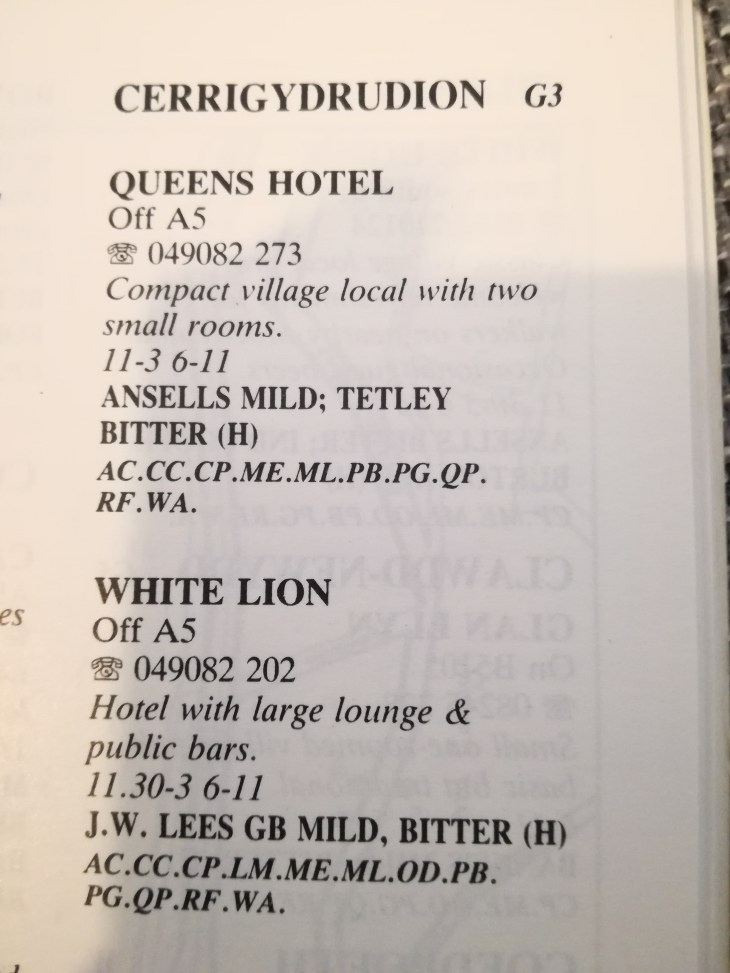 CERRIGYDRUDION G3
QUEENS HOTEL
Off A5
☏ 049082 273
Compact village local with two
small rooms.
11-3 6-11
ANSELLS MILD; TETLEY
BITTER (H)
AC.CC.CP.ME.ML.PB.PG.QP.
RF.WA.
WHITE LION
Off A5
☏ 049082 202
Hotel with large lounge &
public bars.
11.30-3 6-11
J.W. LEES GB MILD, BITTER (H)
AC.CC.CP.LM.ME.ML.OD.PB.
PG.QP.RF.WA.